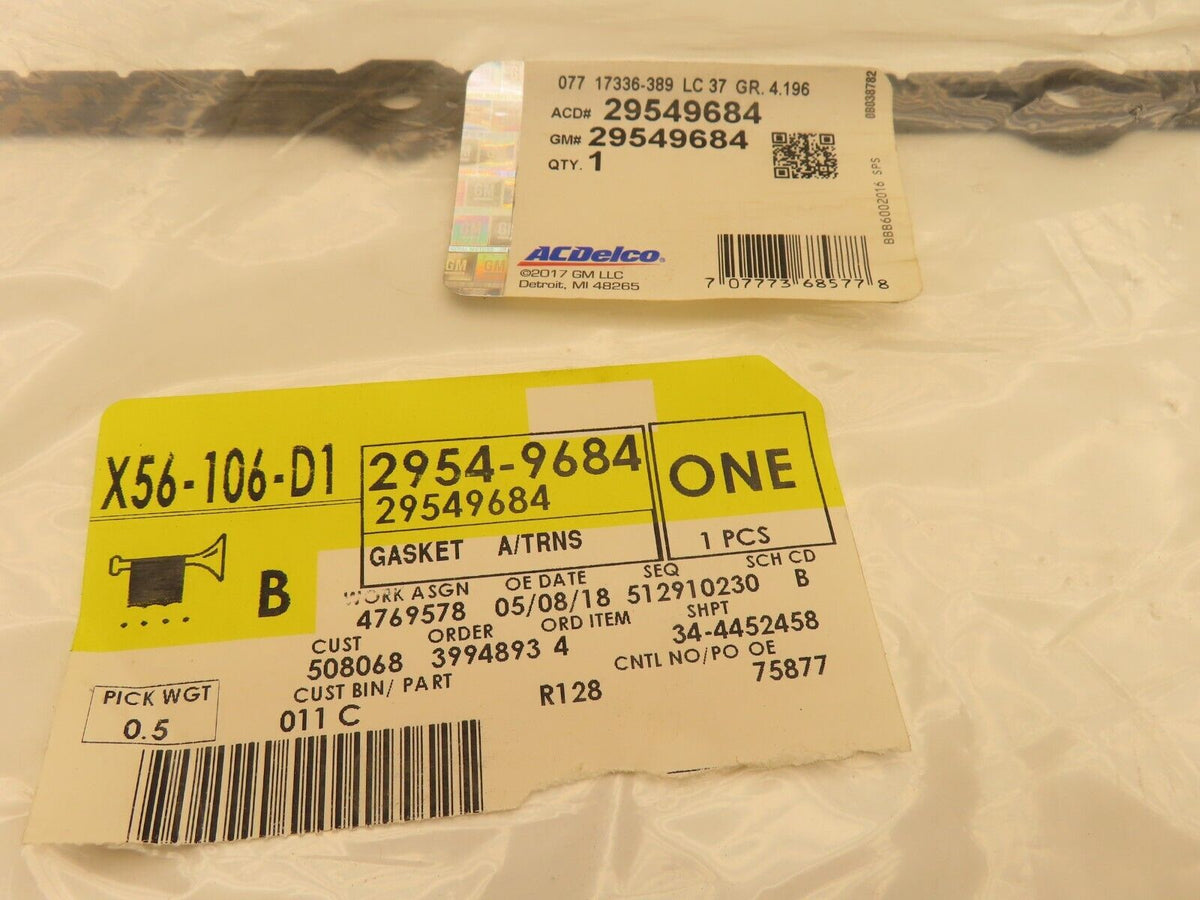 077 17336-389 LC 37 GR. 4.196
ACD# 29549684
GM# 29549684
QTY. 1
08038782
BBB6002016 SPS
GM
GM
ACDelco
©2017 GM LLC
Detroit, MI 48265
7 07773 68577 8
X56-106-D1
2954-9684
29549684
ONE
GASKET A/TRNS
1 PCS
B
WORK ASGN OE DATE SEQ SCH CD
4769578 05/08/18 512910230 B
CUST ORDER ORD ITEM SHPT
508068 3994893 4 34-4452458
CUST BIN/ PART CNTL NO/PO OE
011 C R128 75877
PICK WGT
0.5